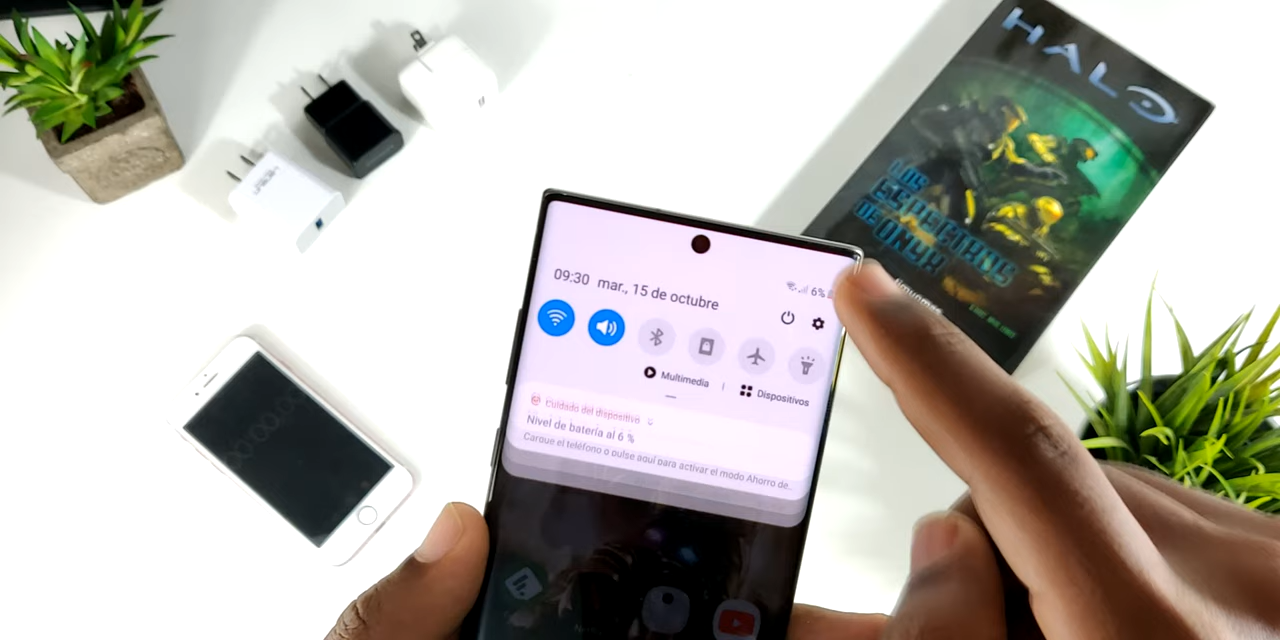 HALO
LOS
ESPECTROS
DE ONYX
09:30 mar., 15 de octubre
6%
Multimedia | Dispositivos
Cuidado del dispositivo
Nivel de batería al 6 %
Cargue el teléfono o pulse aquí para activar el modo Ahorro de..